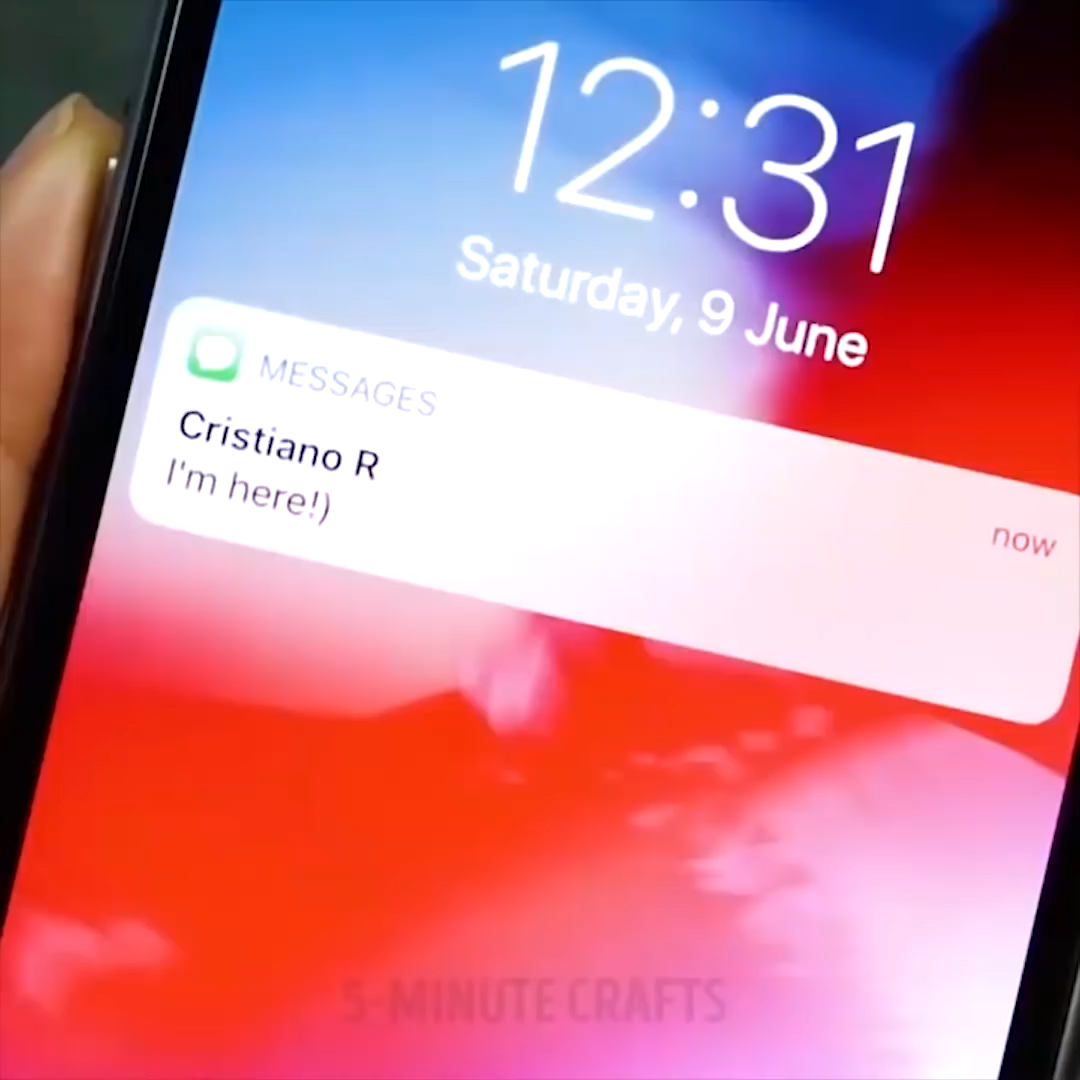 12:31
Saturday, 9 June
MESSAGES
now
Cristiano R
I'm here!)
5-MINUTE CRAFTS